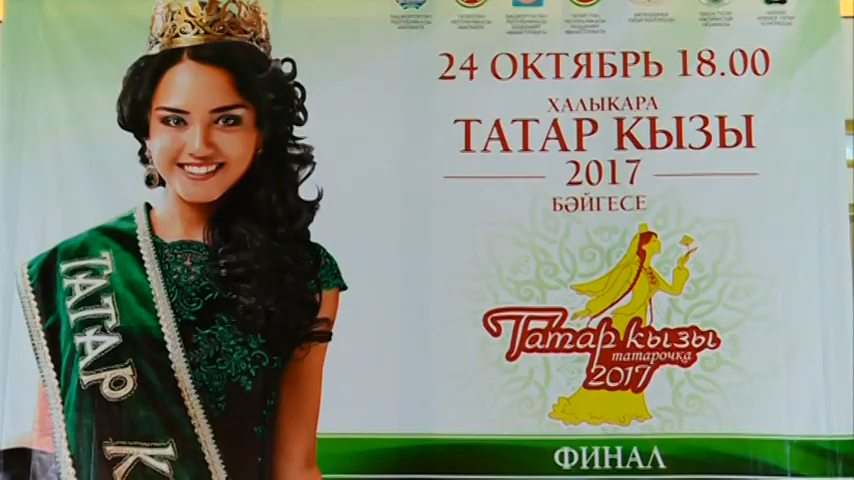 24 ОКТЯБРЬ 18.00
ХАЛЫКАРА
ТАТАР КЫЗЫ
2017
БӘЙГЕСЕ
Татар кызы
татарочка
2017
ФИНАЛ
ТАТАР К